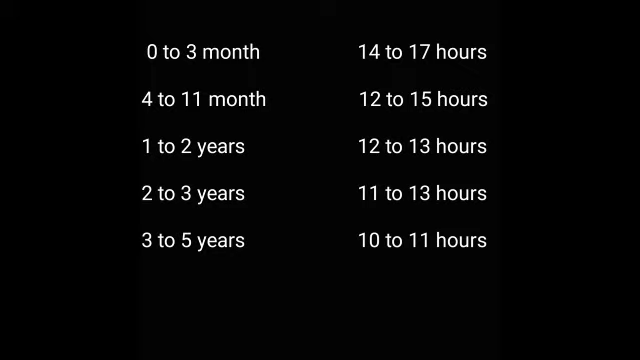 0 to 3 month 14 to 17 hours
4 to 11 month 12 to 15 hours
1 to 2 years 12 to 13 hours
2 to 3 years 11 to 13 hours
3 to 5 years 10 to 11 hours